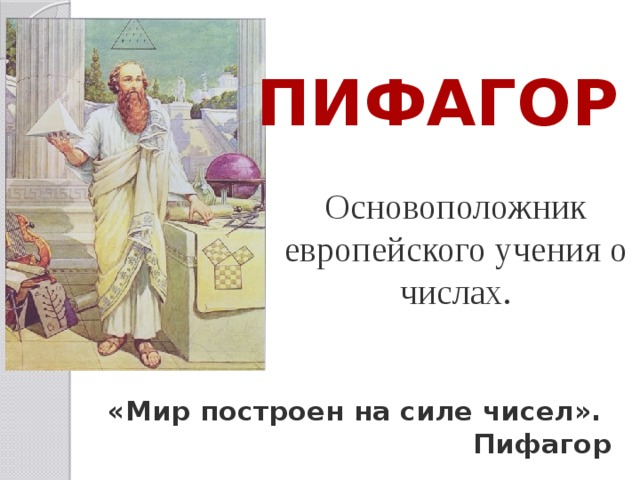 ПИФАГОР
Основоположник
европейского учения о
числах.
«Мир построен на силе чисел».
Пифагор